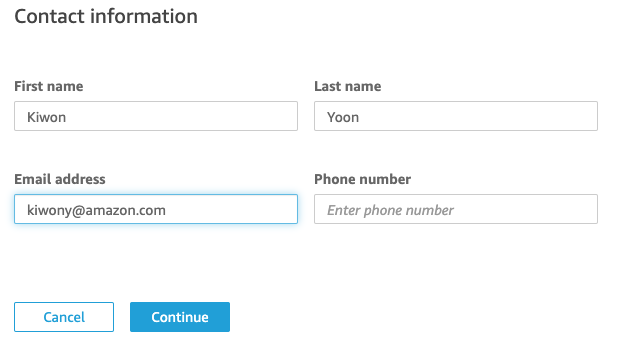 Contact information
First name Last name
Kiwon Yoon
Email address Phone number
kiwony@amazon.com Enter phone number
Cancel Continue